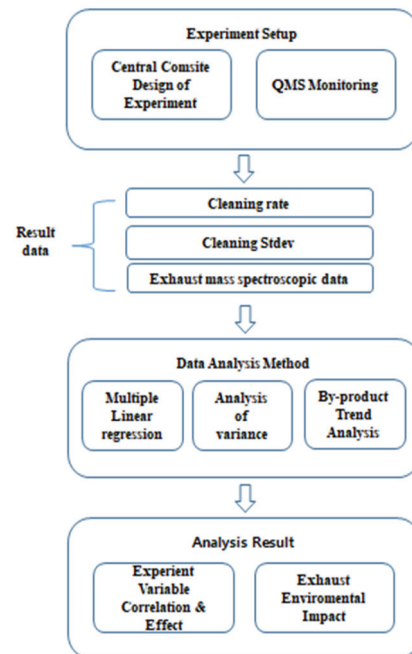 Experiment Setup
Central Comsite
Design of
Experiment
QMS Monitoring
Result
data
Cleaning rate
Cleaning Stdev
Exhaust mass spectroscopic data
Data Analysis Method
Multiple
Linear
regression
Analysis
of
variance
By-product
Trend
Analysis
Analysis Result
Experient
Variable
Correlation &
Effect
Exhaust
Enviromental
Impact